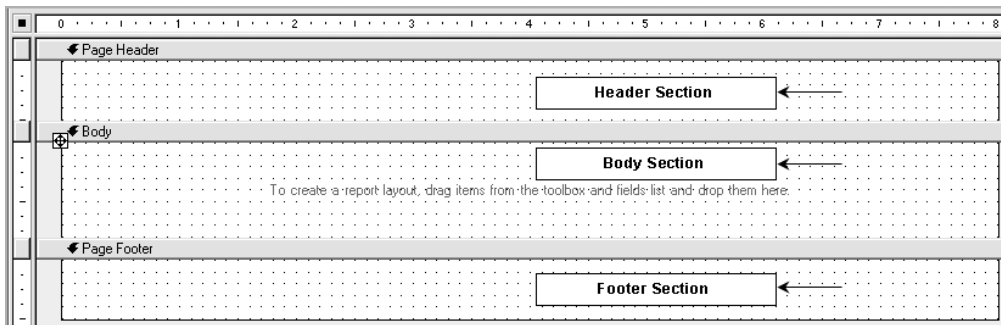 0 1 2 3 4 5 6 7 8
Page Header
Header Section
Body
Body Section
To create a report layout, drag items from the toolbox and fields list and drop them here.
Page Footer
Footer Section